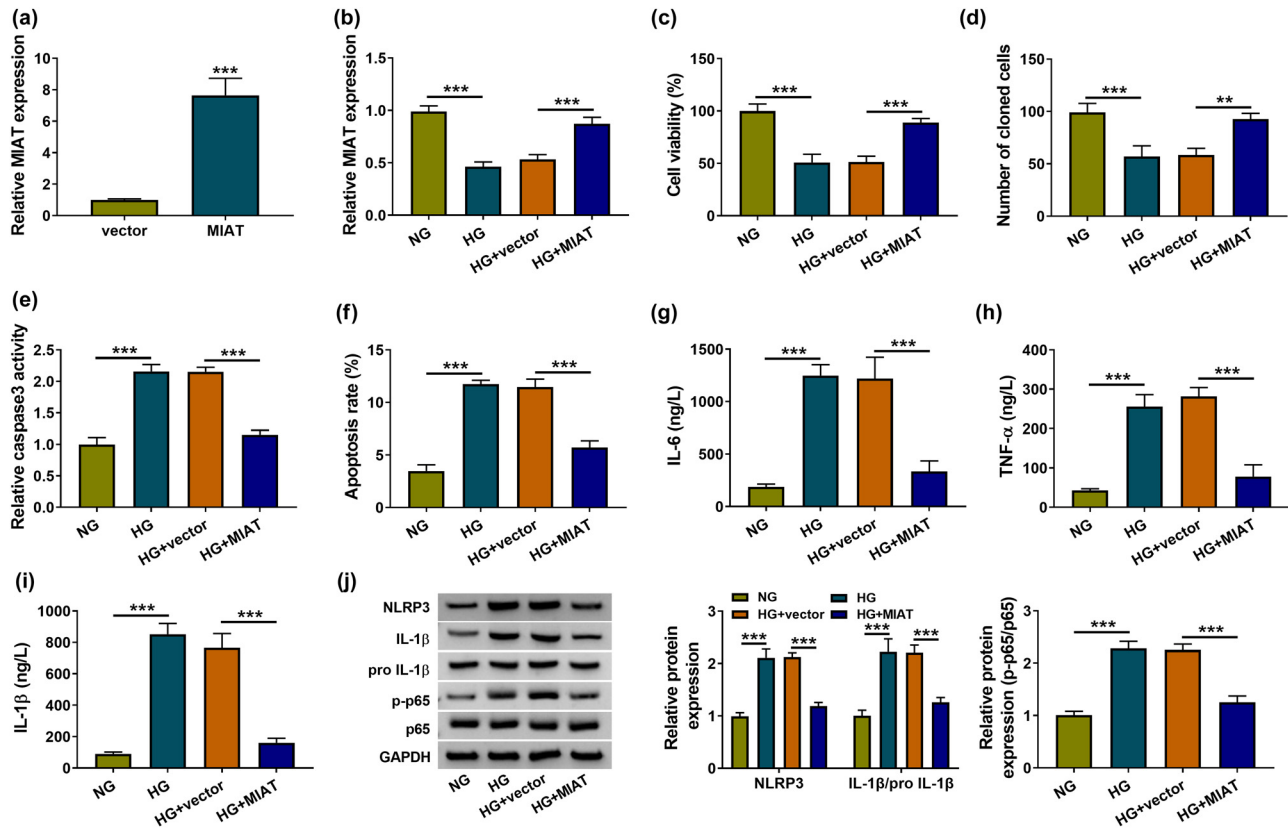 (a)
Relative MIAT expression
10
8
6
4
2
0
***
vector
MIAT
(b)
Relative MIAT expression
1.5
1.0
0.5
0.0
***
***
NG
HG
HG+vector
HG+MIAT
(c)
Cell viability (%)
150
100
50
0
***
***
NG
HG
HG+vector
HG+MIAT
(d)
Number of cloned cells
150
100
50
0
***
**
NG
HG
HG+vector
HG+MIAT
(e)
Relative caspase3 activity
2.5
2.0
1.5
1.0
0.5
0.0
***
***
NG
HG
HG+vector
HG+MIAT
(f)
Apoptosis rate (%)
15
10
5
0
***
***
NG
HG
HG+vector
HG+MIAT
(g)
IL-6 (ng/L)
1500
1000
500
0
***
***
NG
HG
HG+vector
HG+MIAT
(h)
TNF-α (ng/L)
400
300
200
100
0
***
***
NG
HG
HG+vector
HG+MIAT
(i)
IL-1β (ng/L)
1000
800
600
400
200
0
***
***
NG
HG
HG+vector
HG+MIAT
(j)
NLRP3
IL-1β
pro IL-1β
p-p65
p65
GAPDH
NG
HG
HG+vector
HG+MIAT
NG
HG
HG+vector
HG+MIAT
Relative protein
expression
3
2
1
0
***
***
***
***
NLRP3
IL-1β/pro IL-1β
Relative protein
expression (p-p65/p65)
3
2
1
0
***
***
NG
HG
HG+vector
HG+MIAT